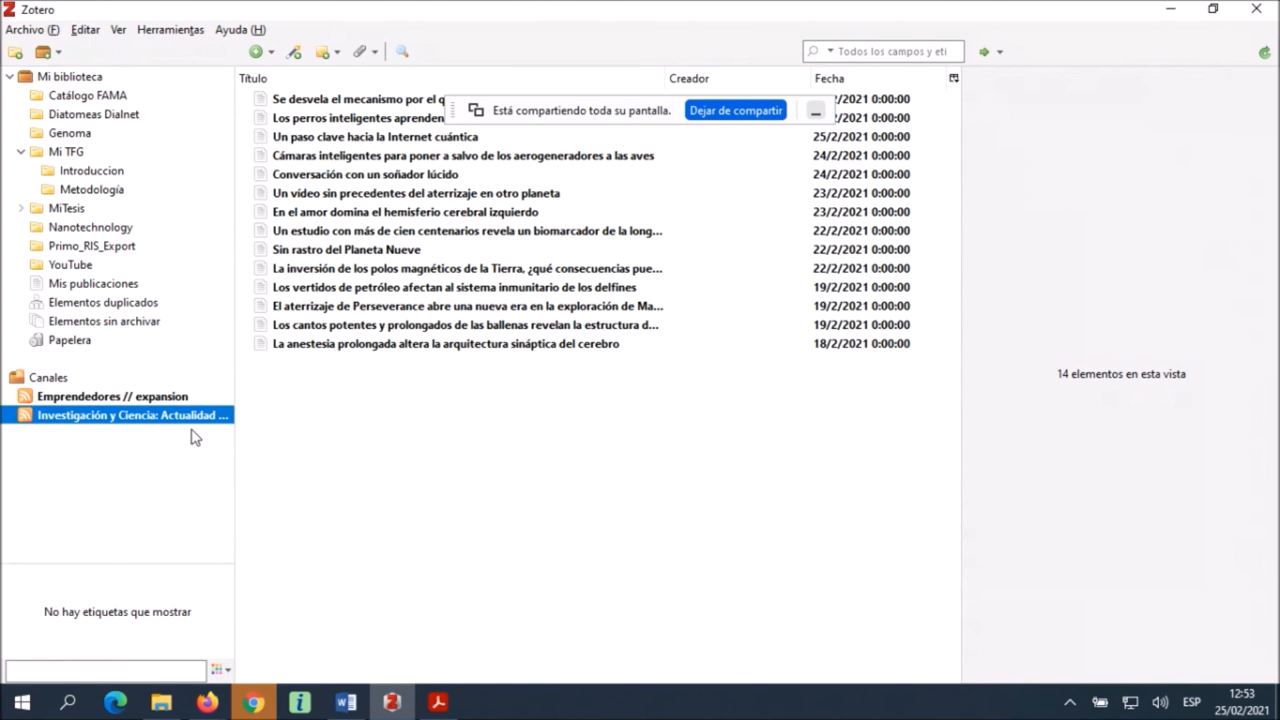 Zotero
Archivo (F) Editar Ver Herramientas Ayuda (H)
Todos los campos y eti
Mi biblioteca
Catálogo FAMA
Diatomeas Dialnet
Genoma
Mi TFG
Introduccion
Metodología
MiTesis
Nanotechnology
Primo_RIS_Export
YouTube
Mis publicaciones
Elementos duplicados
Elementos sin archivar
Papelera
Canales
Emprendedores // expansion
Investigación y Ciencia: Actualidad ...
No hay etiquetas que mostrar
Título Creador Fecha
Se desvela el mecanismo por el q /2/2021 0:00:00
Está compartiendo toda su pantalla. Dejar de compartir
Los perros inteligentes aprenden /2/2021 0:00:00
Un paso clave hacia la Internet cuántica 25/2/2021 0:00:00
Cámaras inteligentes para poner a salvo de los aerogeneradores a las aves 24/2/2021 0:00:00
Conversación con un soñador lúcido 24/2/2021 0:00:00
Un vídeo sin precedentes del aterrizaje en otro planeta 23/2/2021 0:00:00
En el amor domina el hemisferio cerebral izquierdo 23/2/2021 0:00:00
Un estudio con más de cien centenarios revela un biomarcador de la long... 22/2/2021 0:00:00
Sin rastro del Planeta Nueve 22/2/2021 0:00:00
La inversión de los polos magnéticos de la Tierra, ¿qué consecuencias pue... 22/2/2021 0:00:00
Los vertidos de petróleo afectan al sistema inmunitario de los delfines 19/2/2021 0:00:00
El aterrizaje de Perseverance abre una nueva era en la exploración de Ma... 19/2/2021 0:00:00
Los cantos potentes y prolongados de las ballenas revelan la estructura d... 19/2/2021 0:00:00
La anestesia prolongada altera la arquitectura sináptica del cerebro 18/2/2021 0:00:00
14 elementos en esta vista
ESP
12:53
25/02/2021